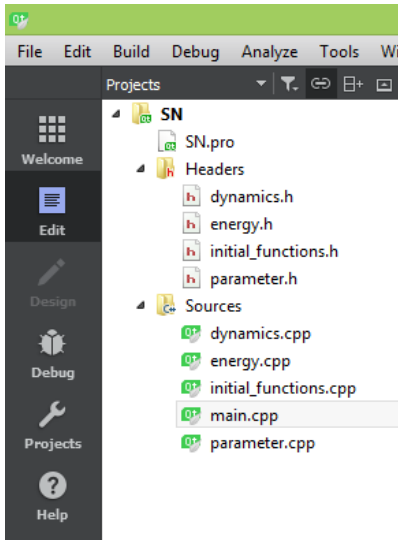 File Edit Build Debug Analyze Tools Wi
Projects
SN
SN.pro
Headers
dynamics.h
energy.h
initial_functions.h
parameter.h
Sources
dynamics.cpp
energy.cpp
initial_functions.cpp
main.cpp
parameter.cpp
Welcome
Edit
Design
Debug
Projects
Help